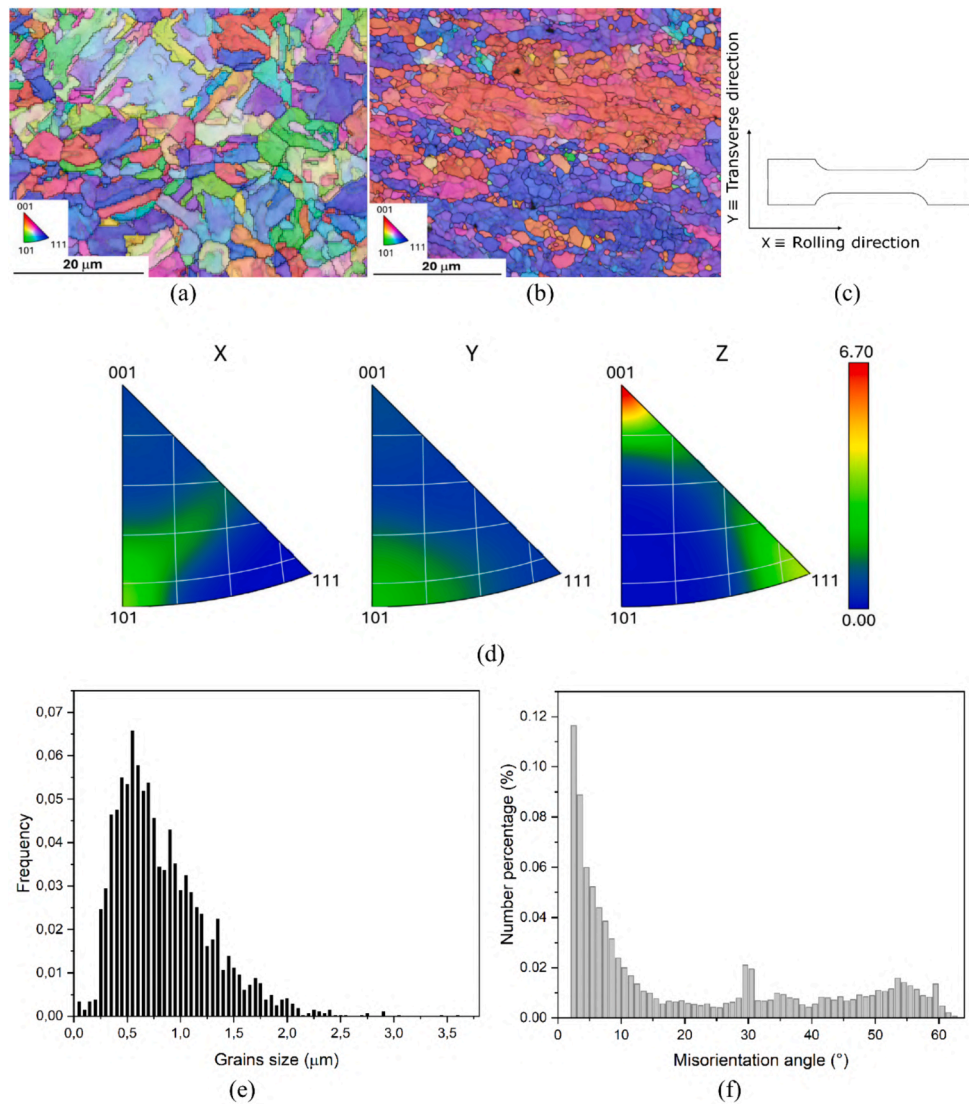 001
101
111
20 μm
(a)
001
101
111
20 μm
(b)
Y ≡ Transverse direction
X ≡ Rolling direction
(c)
X
Y
Z
001
101
111
001
101
111
001
101
111
6.70
0.00
(d)
0,07
0,06
0,05
0,04
0,03
0,02
0,01
0,00
Frequency
0,0
0,5
1,0
1,5
2,0
2,5
3,0
3,5
Grains size (μm)
(e)
0.12
0.10
0.08
0.06
0.04
0.02
0.00
Number percentage (%)
0
10
20
30
40
50
60
Misorientation angle (°)
(f)